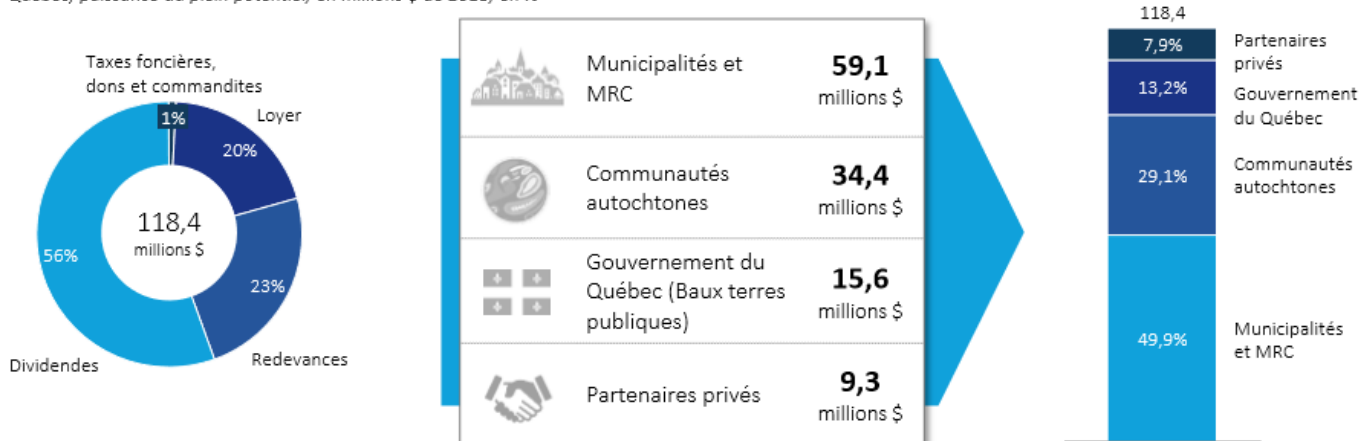 Taxes foncières,
dons et commandites
1%
Loyer
20%
118,4
millions $
56%
23%
Dividendes
Redevances
Municipalités et
MRC
59,1
millions $
Communautés
autochtones
34,4
millions $
Gouvernement du
Québec (Baux terres
publiques)
15,6
millions $
Partenaires privés
9,3
millions $
118,4
7,9%
Partenaires
privés
13,2%
Gouvernement
du Québec
29,1%
Communautés
autochtones
49,9%
Municipalités
et MRC